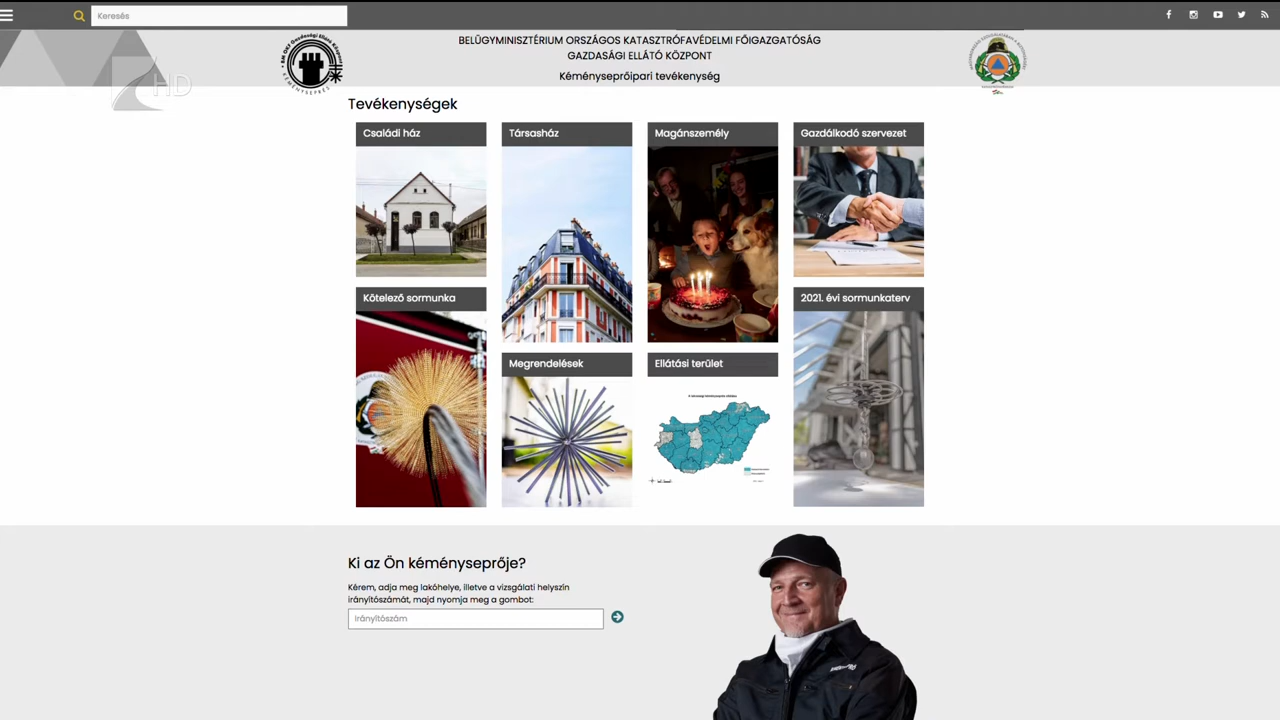 Keresés
BELÜGYMINISZTÉRIUM ORSZÁGOS KATASZTRÓFAVÉDELMI FŐIGAZGATÓSÁG
GAZDASÁGI ELLÁTÓ KÖZPONT
Kéményseprőipari tevékenység
HD
Tevékenységek
Családi ház
Társasház
Magánszemély
Gazdálkodó szervezet
Kötelező sormunka
2021. évi sormunkaterv
Megrendelések
Ellátási terület
Ki az Ön kéményseprője?
Kérem, adja meg lakóhelye, illetve a vizsgálati helyszín
irányítószámát, majd nyomja meg a gombot:
Irányítószám